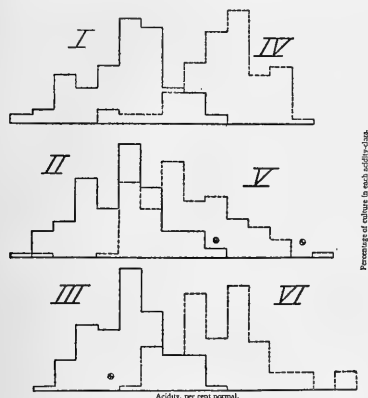 I
IV
II
V
III
VI
Acidity, per cent normal.
Percentage of culture in each acidity-class.